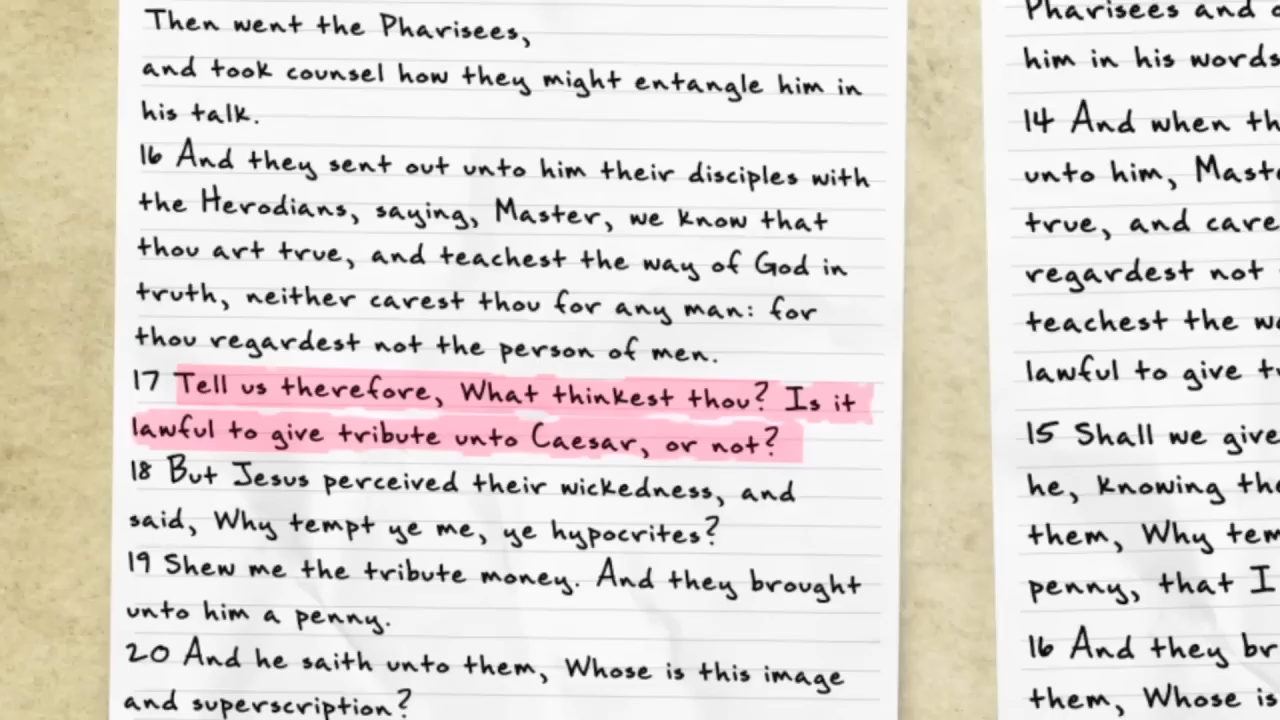 Then went the Pharisees,
and took counsel how they might entangle him in
his talk.
16 And they sent out unto him their disciples with
the Herodians, saying, Master, we know that
thou art true, and teachest the way of God in
truth, neither carest thou for any man: for
thou regardest not the person of men.
17 Tell us therefore, What thinkest thou? Is it
lawful to give tribute unto Caesar, or not?
18 But Jesus perceived their wickedness, and
said, Why tempt ye me, ye hypocrites?
19 Shew me the tribute money. And they brought
unto him a penny.
20 And he saith unto them, Whose is this image
and superscription?
Pharisees and
him in his words
14 And when
unto him,
true, and care
regardest not
teachest the
lawful to give
15 Shall we give
he, knowing
them, Why
penny, that I
16 And they
them, Whose is